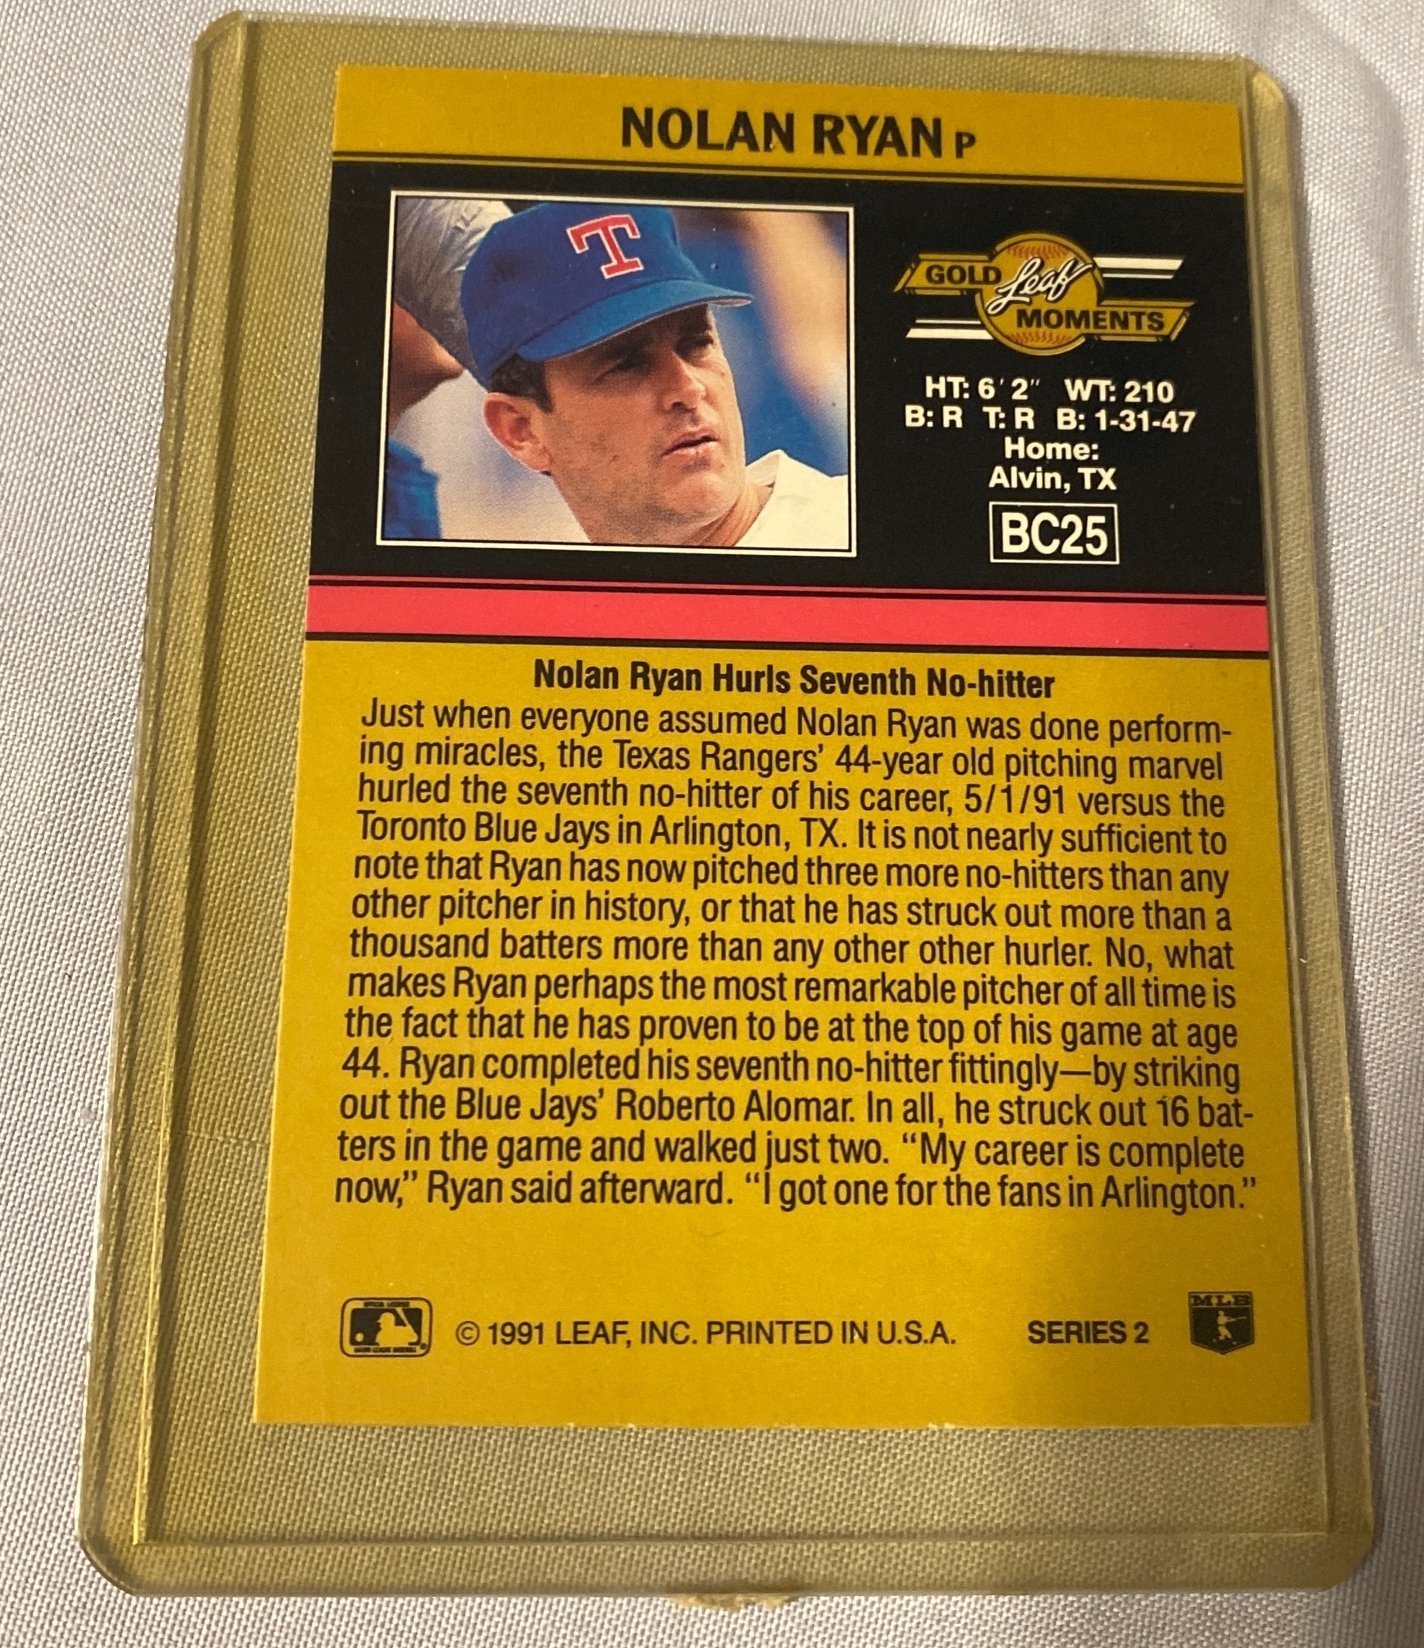 NOLAN RYAN P
T
GOLD Leaf MOMENTS
HT: 6' 2" WT: 210
B: R T: R B: 1-31-47
Home:
Alvin, TX
BC25
Nolan Ryan Hurls Seventh No-hitter
Just when everyone assumed Nolan Ryan was done perform-
ing miracles, the Texas Rangers' 44-year old pitching marvel
hurled the seventh no-hitter of his career, 5/1/91 versus the
Toronto Blue Jays in Arlington, TX. It is not nearly sufficient to
note that Ryan has now pitched three more no-hitters than any
other pitcher in history, or that he has struck out more than a
thousand batters more than any other other hurler. No, what
makes Ryan perhaps the most remarkable pitcher of all time is
the fact that he has proven to be at the top of his game at age
44. Ryan completed his seventh no-hitter fittingly—by striking
out the Blue Jays' Roberto Alomar. In all, he struck out 16 bat-
ters in the game and walked just two. "My career is complete
now," Ryan said afterward. "I got one for the fans in Arlington."
© 1991 LEAF, INC. PRINTED IN U.S.A. SERIES 2 MLB